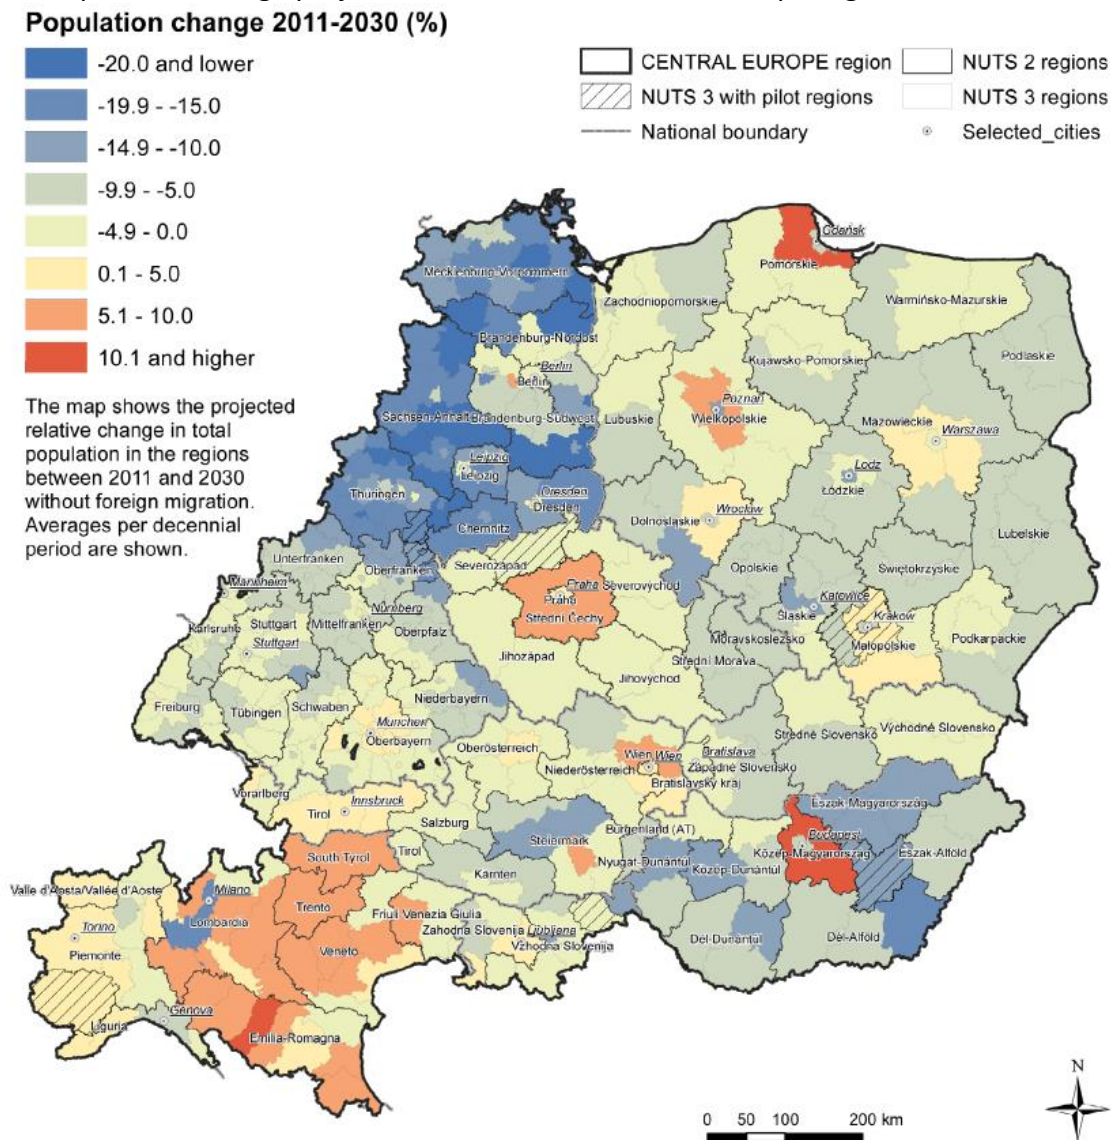 Population change 2011-2030 (%)
-20.0 and lower
-19.9 - -15.0
-14.9 - -10.0
-9.9 - -5.0
-4.9 - 0.0
0.1 - 5.0
5.1 - 10.0
10.1 and higher
CENTRAL EUROPE region
NUTS 2 regions
NUTS 3 with pilot regions
NUTS 3 regions
National boundary
Selected_cities
The map shows the projected
relative change in total
population in the regions
between 2011 and 2030
without foreign migration.
Averages per decennial
period are shown.
Gdańsk
Pomorskie
Mecklenburg-Vorpommern
Zachodniopomorskie
Warmińsko-Mazurskie
Brandenburg-Nordost
Kujawsko-Pomorskie
Podlaskie
Berlin
Berlin
Poznań
Sachsen-Anhalt
Brandenburg-Südwest
Lubuskie
Wielkopolskie
Mazowieckie
Warszawa
Leipzig
Leipzig
Lodz
Łódzkie
Thüringen
Dresden
Dresden
Wrocław
Dolnośląskie
Chemnitz
Lubelskie
Unterfranken
Oberfranken
Severozápad
Opolskie
Świętokrzyskie
Mannheim
Praha
Severovýchod
Praha
Katowice
Nürnberg
Střední Čechy
Śląskie
Kraków
Karlsruhe
Stuttgart
Mittelfranken
Oberpfalz
Małopolskie
Podkarpackie
Stuttgart
Moravskoslezsko
Jihozápad
Střední Morava
Jihovýchod
Niederbayern
Freiburg
Tübingen
Schwaben
München
Oberbayern
Stredné Slovensko
Východné Slovensko
Oberösterreich
Wien
Wien
Bratislava
Niederösterreich
Západné Slovensko
Bratislavský kraj
Vorarlberg
Innsbruck
Tirol
Salzburg
Észak-Magyarország
Steiermark
Burgenland (AT)
Budapest
South Tyrol
Tirol
Nyugat-Dunántúl
Közép-Dunántúl
Közép-Magyarország
Észak-Alföld
Kärnten
Valle d'Aosta/Vallée d'Aoste
Milano
Trento
Lombardia
Friuli Venezia Giulia
Torino
Zahodna Slovenija
Ljubljana
Vzhodna Slovenija
Dél-Dunántúl
Dél-Alföld
Piemonte
Veneto
Genova
Liguria
Emilia-Romagna
N
0 50 100 200 km